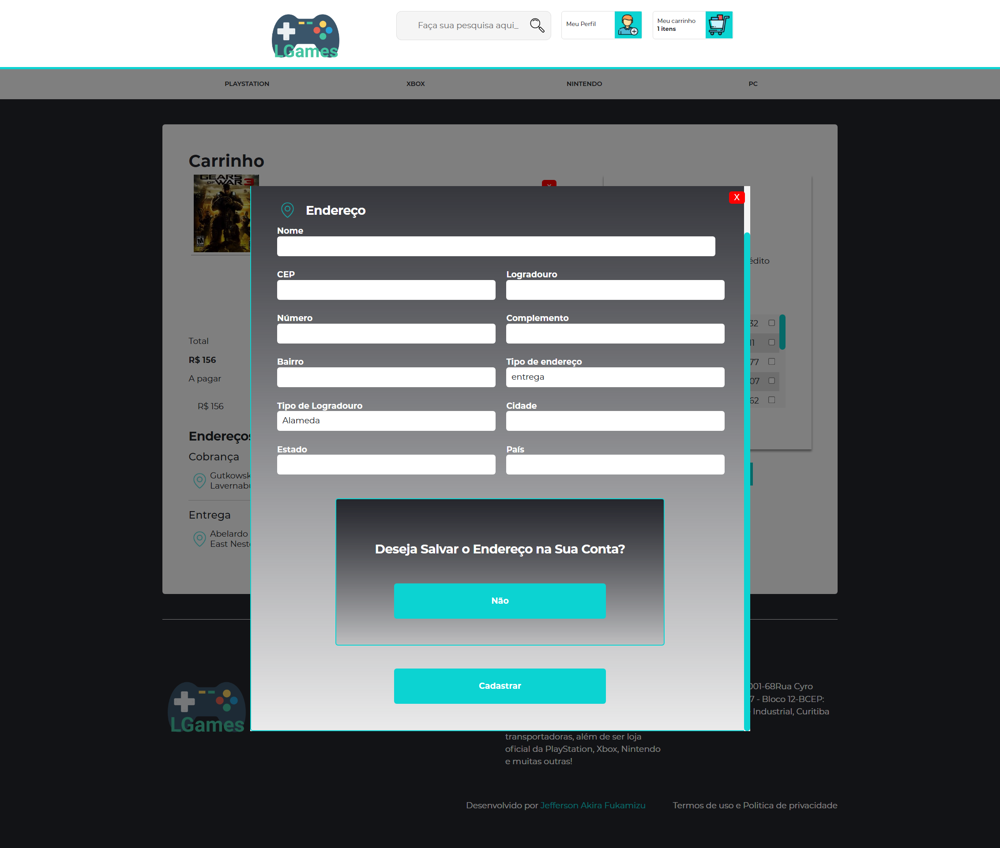 LGames
Faça sua pesquisa aqui_
Meu Perfil
Meu carrinho
1 itens
PLAYSTATION
XBOX
NINTENDO
PC
Carrinho
GEARS
OF WAR 3
M
X
Endereço
Nome
CEP
Logradouro
Número
Complemento
Bairro
Tipo de endereço
entrega
Tipo de Logradouro
Alameda
Cidade
Estado
País
Deseja Salvar o Endereço na Sua Conta?
Não
Cadastrar
édito
32
11
77
07
62
Total
R$ 156
A pagar
R$ 156
Endereços
Cobrança
Gutkowsk
Lavernabu
Entrega
Abelardo
East Neste
LGames
001-68Rua Cyro
7 - Bloco 12-BCEP:
Industrial, Curitiba
transportadoras, além de ser loja
oficial da PlayStation, Xbox, Nintendo
e muitas outras!
Desenvolvido por Jefferson Akira Fukamizu
Termos de uso e Politica de privacidade